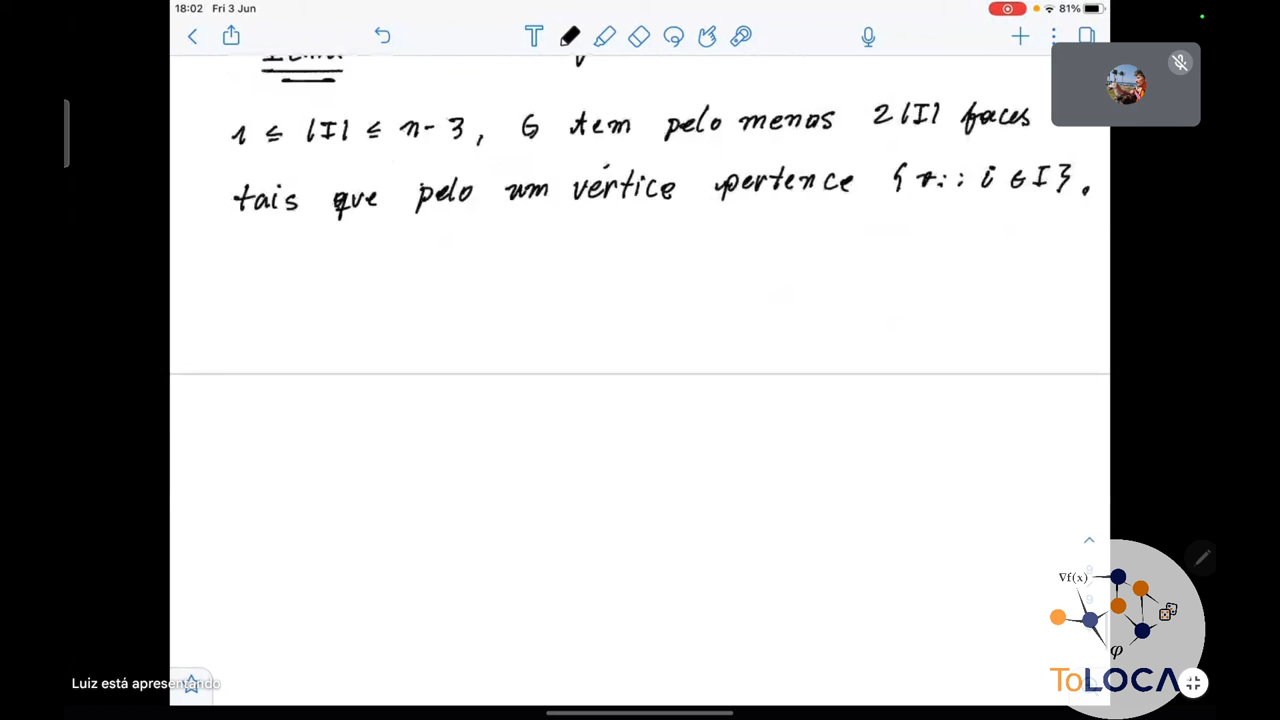 18:02 Fri 3 Jun
81%
1 ≤ |I| ≤ n-3, G tem pelo menos 2|I| faces
tais que pelo um vértice pertence {v_i : i ∈ I}.
∇f(x)
φ
ToLOCA
Luiz está apresentando